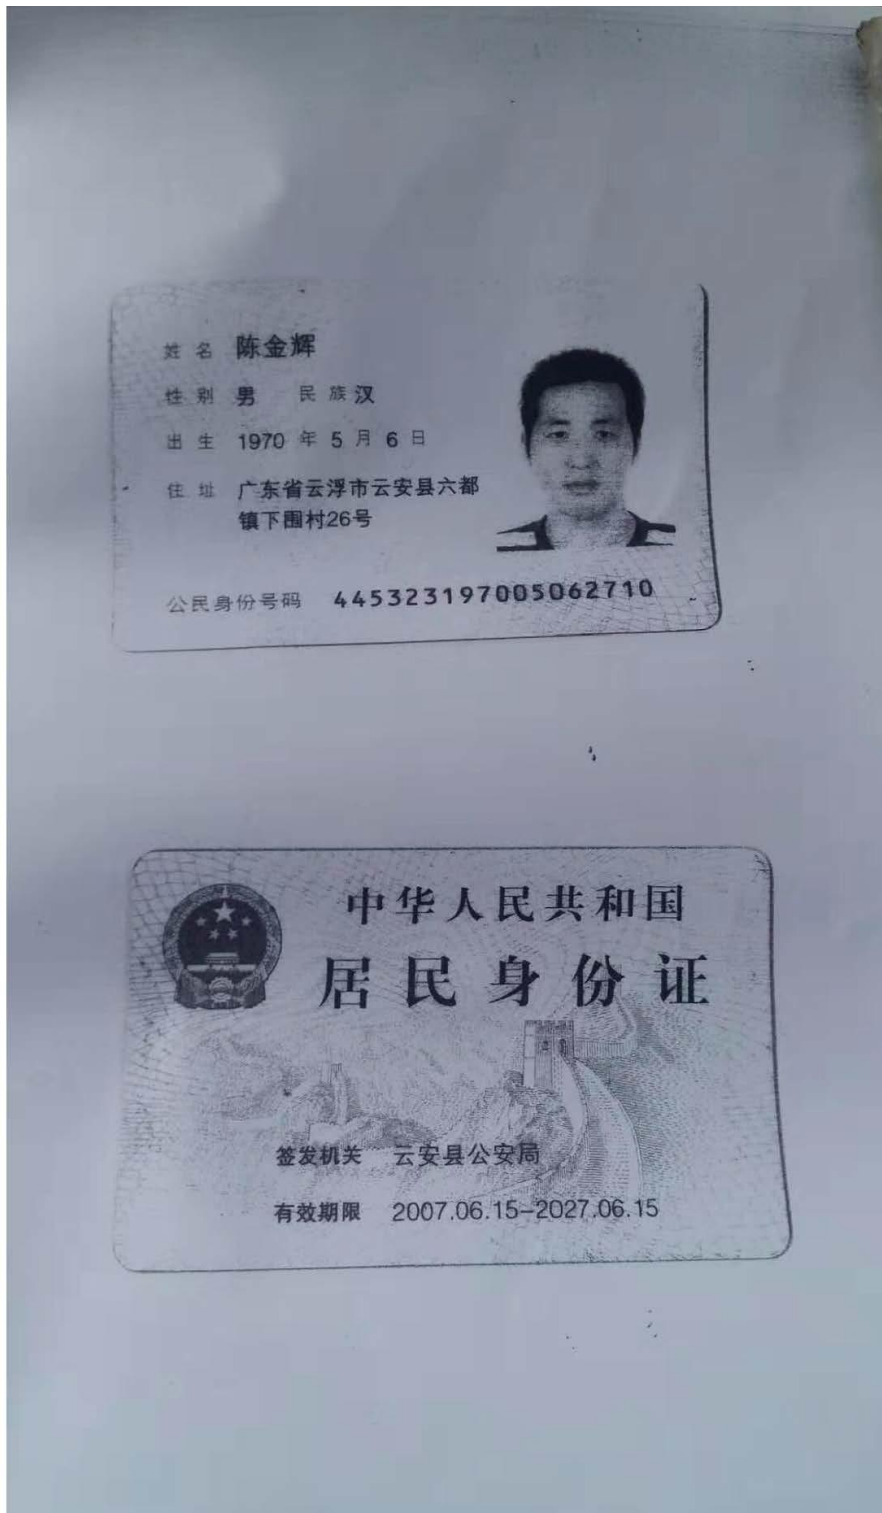 姓名 陈金辉
性别 男 民族 汉
出生 1970 年 5 月 6 日
住址 广东省云浮市云安县六都
镇下围村26号
公民身份号码 445323197005062710
中华人民共和国
居民身份证
签发机关 云安县公安局
有效期限 2007.06.15-2027.06.15